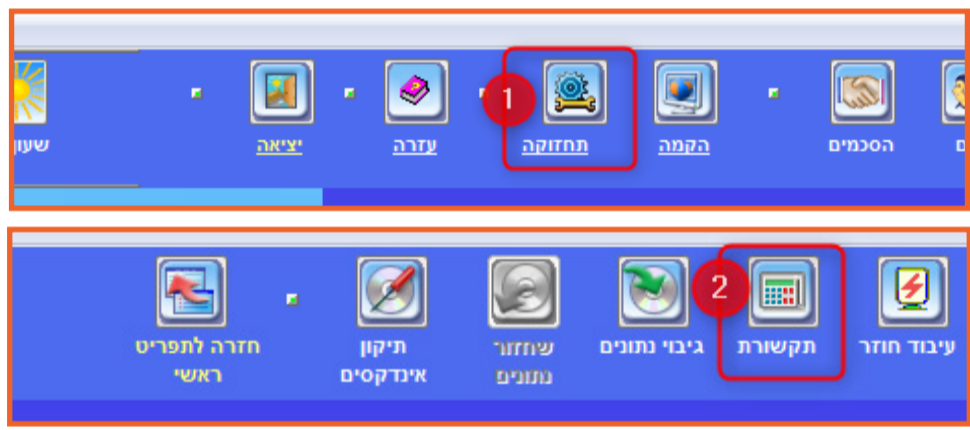 הסכמים
הקמה
1
תחזוקה
עזרה
יציאה
עיבוד חוזר
2
תקשורת
גיבוי נתונים
שחזור
נתונים
תיקון
אינדקסים
חזרה לתפריט
ראשי